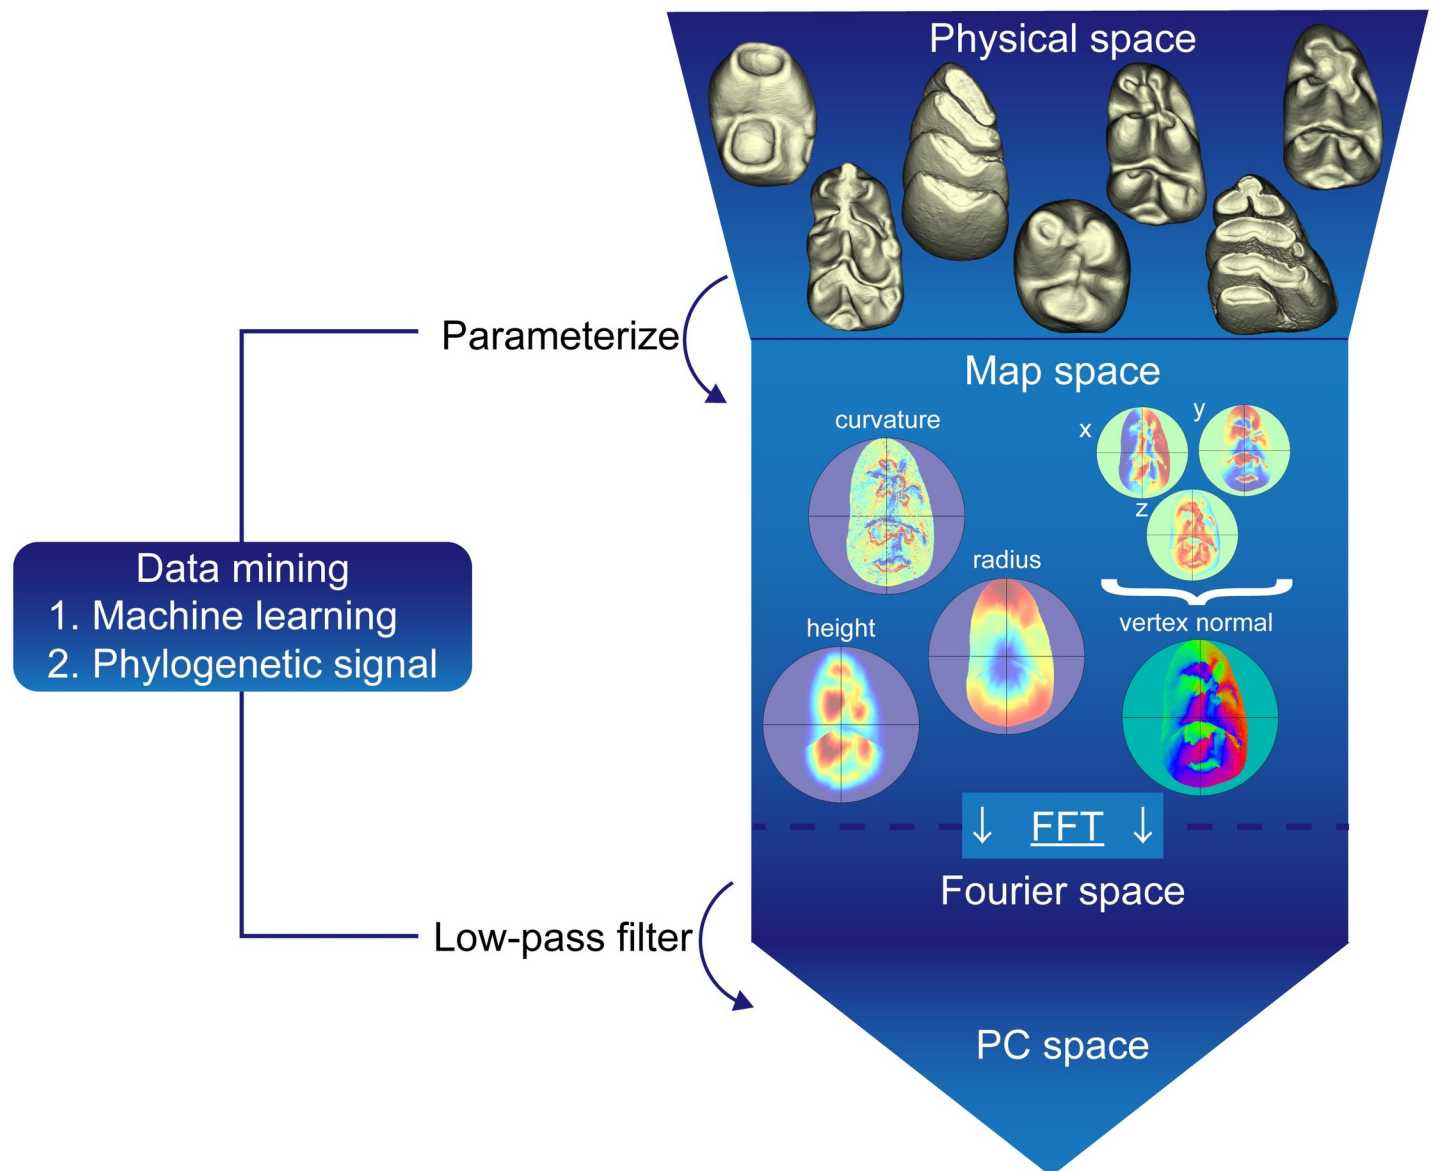 Physical space
Parameterize
Map space
curvature
x
y
z
radius
height
vertex normal
Data mining
1. Machine learning
2. Phylogenetic signal
↓ FFT ↓
Fourier space
Low-pass filter
PC space